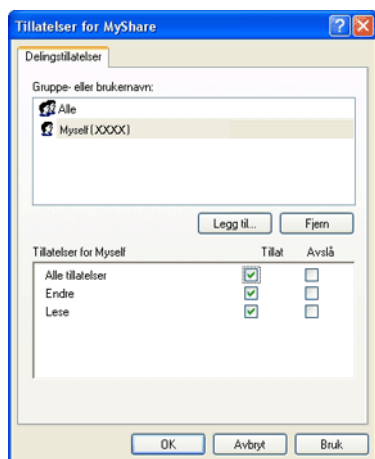 Tillatelser for MyShare
Delingstillatelser
Gruppe- eller brukernavn:
Alle
Myself (XXXX)
Legg til...
Fjern
Tillatelser for Myself
Tillat
Avslå
Alle tillatelser
Endre
Lese
OK
Avbryt
Bruk